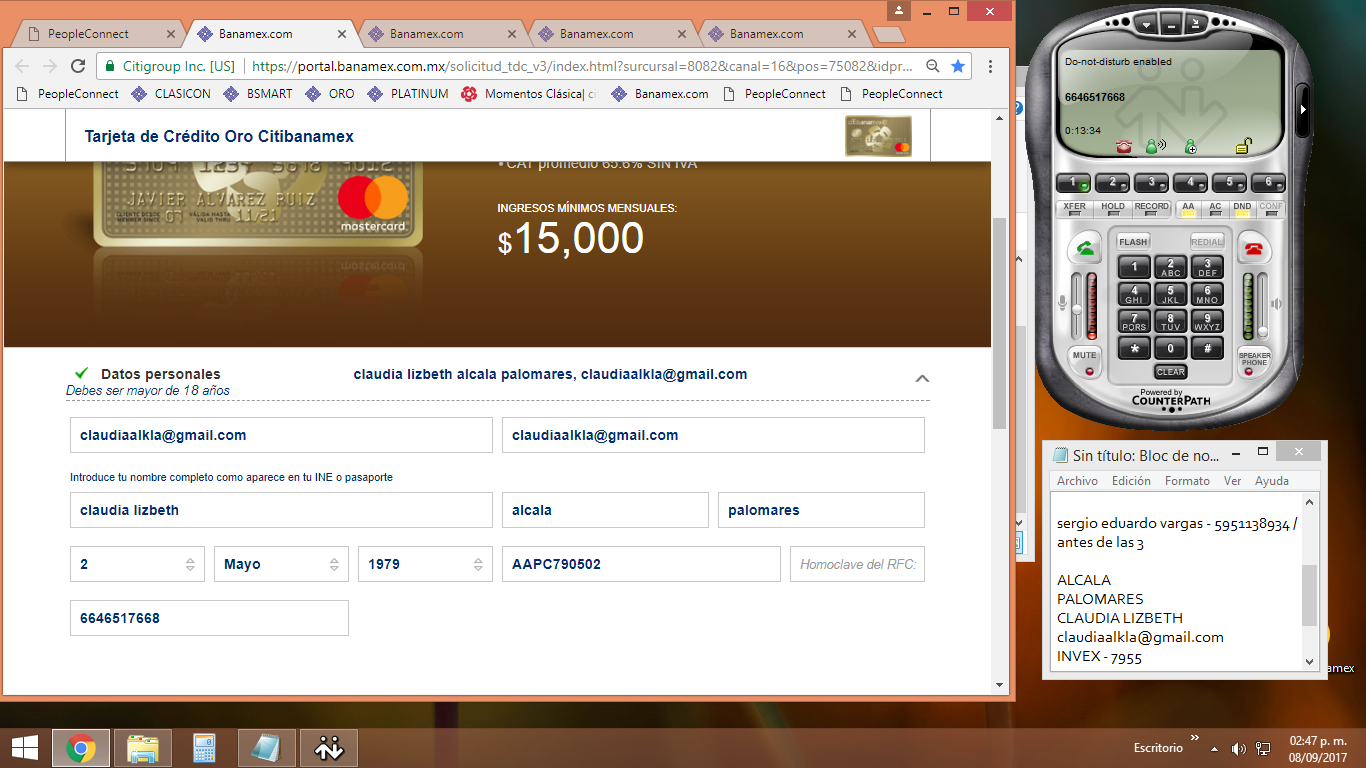 PeopleConnect
Banamex.com
Banamex.com
Banamex.com
Banamex.com
Citigroup Inc. [US]
https://portal.banamex.com.mx/solicitud_tdc_v3/index.html?surcursal=8082&canal=16&pos=75082&idpr...
PeopleConnect CLASICON BSMART ORO PLATINUM Momentos Clásica| ci Banamex.com PeopleConnect PeopleConnect
Tarjeta de Crédito Oro Citibanamex
• CAT promedio 65.6% SIN IVA
JAVIER ALVAREZ RUIZ
07
11/21
mastercard
INGRESOS MÍNIMOS MENSUALES:
$15,000
Datos personales
claudia lizbeth alcala palomares, claudiaalkla@gmail.com
Debes ser mayor de 18 años
claudiaalkla@gmail.com
claudiaalkla@gmail.com
Introduce tu nombre completo como aparece en tu INE o pasaporte
claudia lizbeth
alcala
palomares
2
Mayo
1979
AAPC790502
Homoclave del RFC:
6646517668
Do-not-disturb enabled
6646517668
0:13:34
1 2 3 4 5 6
XFER HOLD RECORD AA AC DND CONF
FLASH
REDIAL
1
2 ABC
3 DEF
4 GHI
5 JKL
6 MNO
7 PQRS
8 TUV
9 WXYZ
*
0
#
MUTE
CLEAR
SPEAKER PHONE
Powered by
COUNTERPATH
Sin título: Bloc de no...
Archivo Edición Formato Ver Ayuda
sergio eduardo vargas - 5951138934 /
antes de las 3
ALCALA
PALOMARES
CLAUDIA LIZBETH
claudiaalkla@gmail.com
INVEX - 7955
amex
Escritorio
02:47 p. m.
08/09/2017